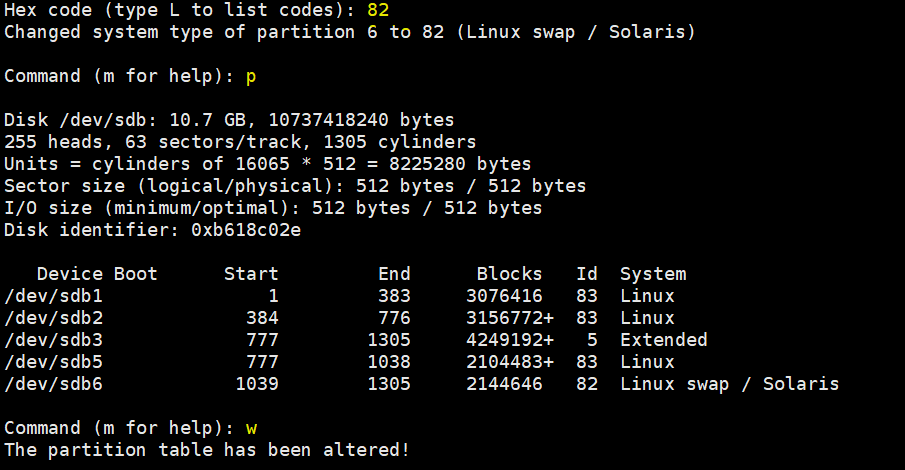 Hex code (type L to list codes): 82
Changed system type of partition 6 to 82 (Linux swap / Solaris)
Command (m for help): p
Disk /dev/sdb: 10.7 GB, 10737418240 bytes
255 heads, 63 sectors/track, 1305 cylinders
Units = cylinders of 16065 * 512 = 8225280 bytes
Sector size (logical/physical): 512 bytes / 512 bytes
I/O size (minimum/optimal): 512 bytes / 512 bytes
Disk identifier: 0xb618c02e
   Device Boot      Start         End      Blocks   Id  System
/dev/sdb1               1         383     3076416   83  Linux
/dev/sdb2             384         776     3156772+  83  Linux
/dev/sdb3             777        1305     4249192+   5  Extended
/dev/sdb5             777        1038     2104483+  83  Linux
/dev/sdb6            1039        1305     2144646   82  Linux swap / Solaris
Command (m for help): w
The partition table has been altered!